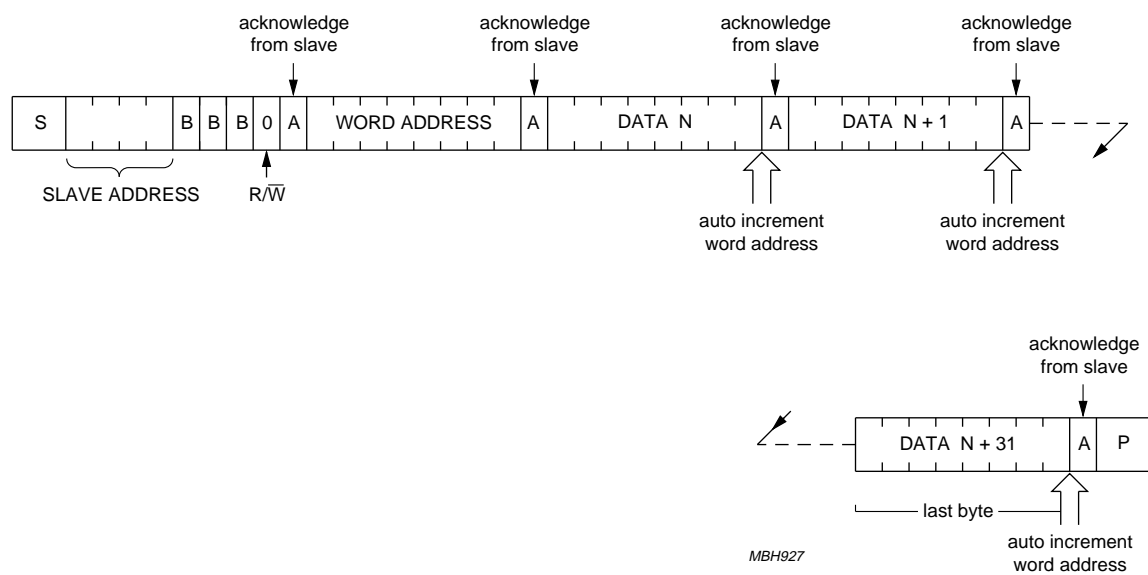 acknowledge
from slave
acknowledge
from slave
acknowledge
from slave
acknowledge
from slave
S B B B 0 A WORD ADDRESS A DATA N A DATA N + 1 A
SLAVE ADDRESS
R/W̅
auto increment
word address
auto increment
word address
acknowledge
from slave
DATA N + 31 A P
last byte
auto increment
word address
MBH927